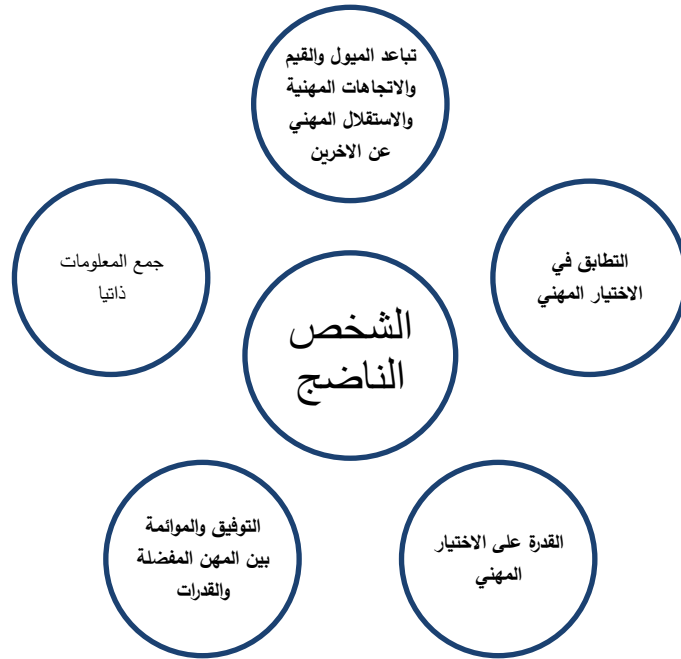 تباعد الميول والقيم
والاتجاهات المهنية
والاستقلال المهني
عن الاخرين
التطابق في
الاختيار المهني
جمع المعلومات
ذاتيا
الشخص
الناضج
القدرة على الاختيار
المهني
التوفيق والموائمة
بين المهن المفضلة
والقدرات